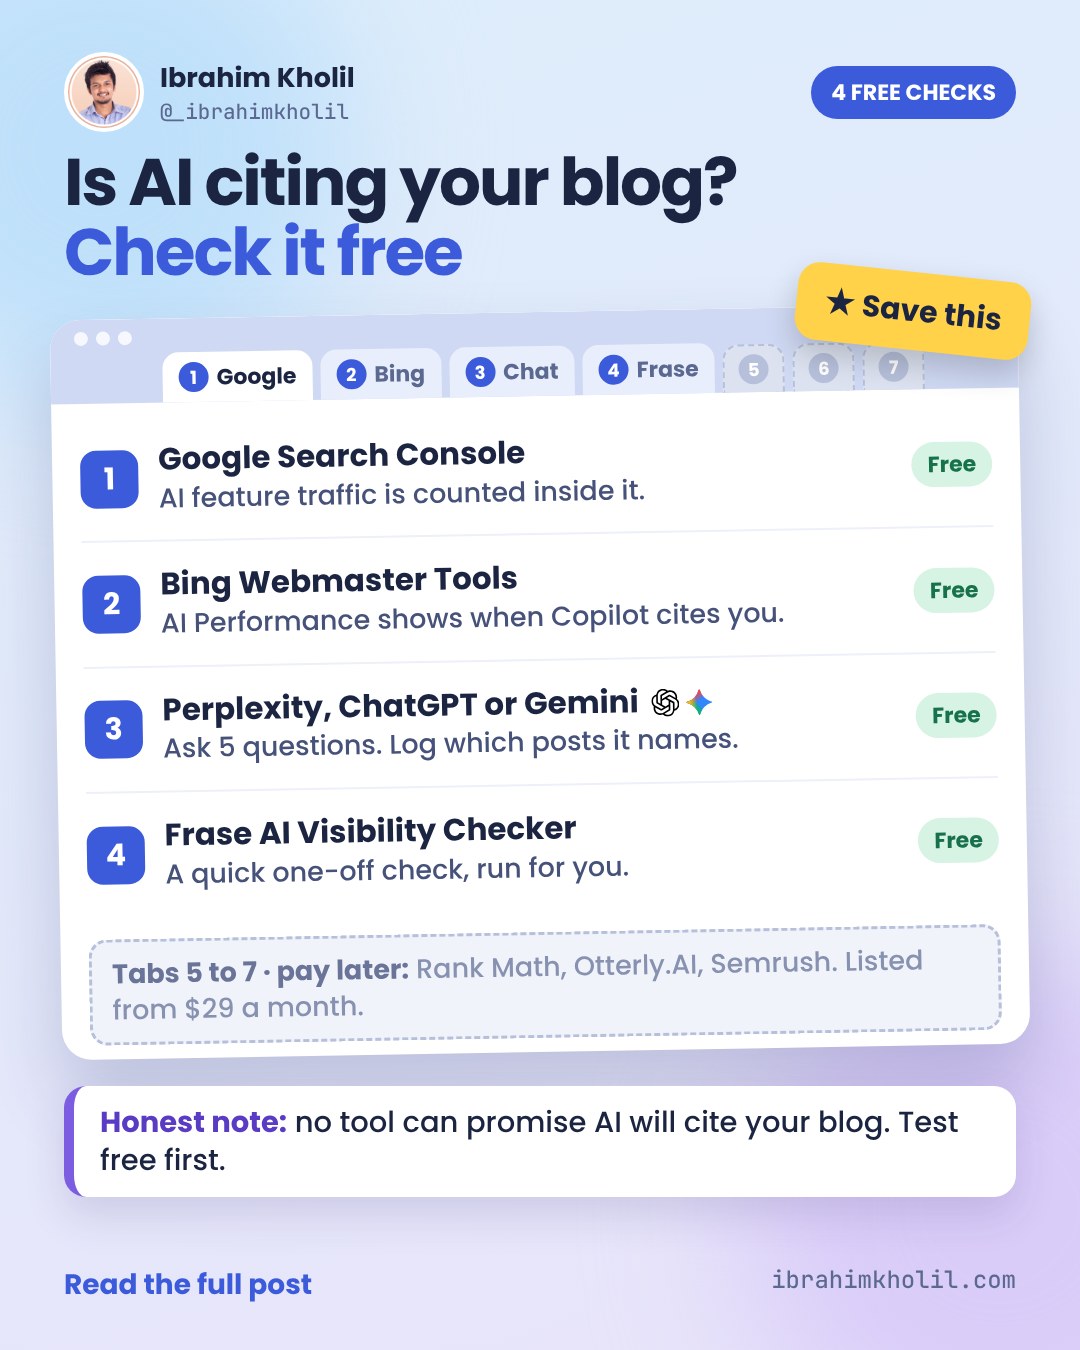 Ibrahim Kholil
@_ibrahimkholil
4 FREE CHECKS
Is AI citing your blog?
Check it free
★ Save this
1 Google
2 Bing
3 Chat
4 Frase
5
6
7
1
Google Search Console
AI feature traffic is counted inside it.
Free
2
Bing Webmaster Tools
AI Performance shows when Copilot cites you.
Free
3
Perplexity, ChatGPT or Gemini
Ask 5 questions. Log which posts it names.
Free
4
Frase AI Visibility Checker
A quick one-off check, run for you.
Free
Tabs 5 to 7 · pay later: Rank Math, Otterly.AI, Semrush. Listed
from $29 a month.
Honest note: no tool can promise AI will cite your blog. Test
free first.
Read the full post
ibrahimkholil.com